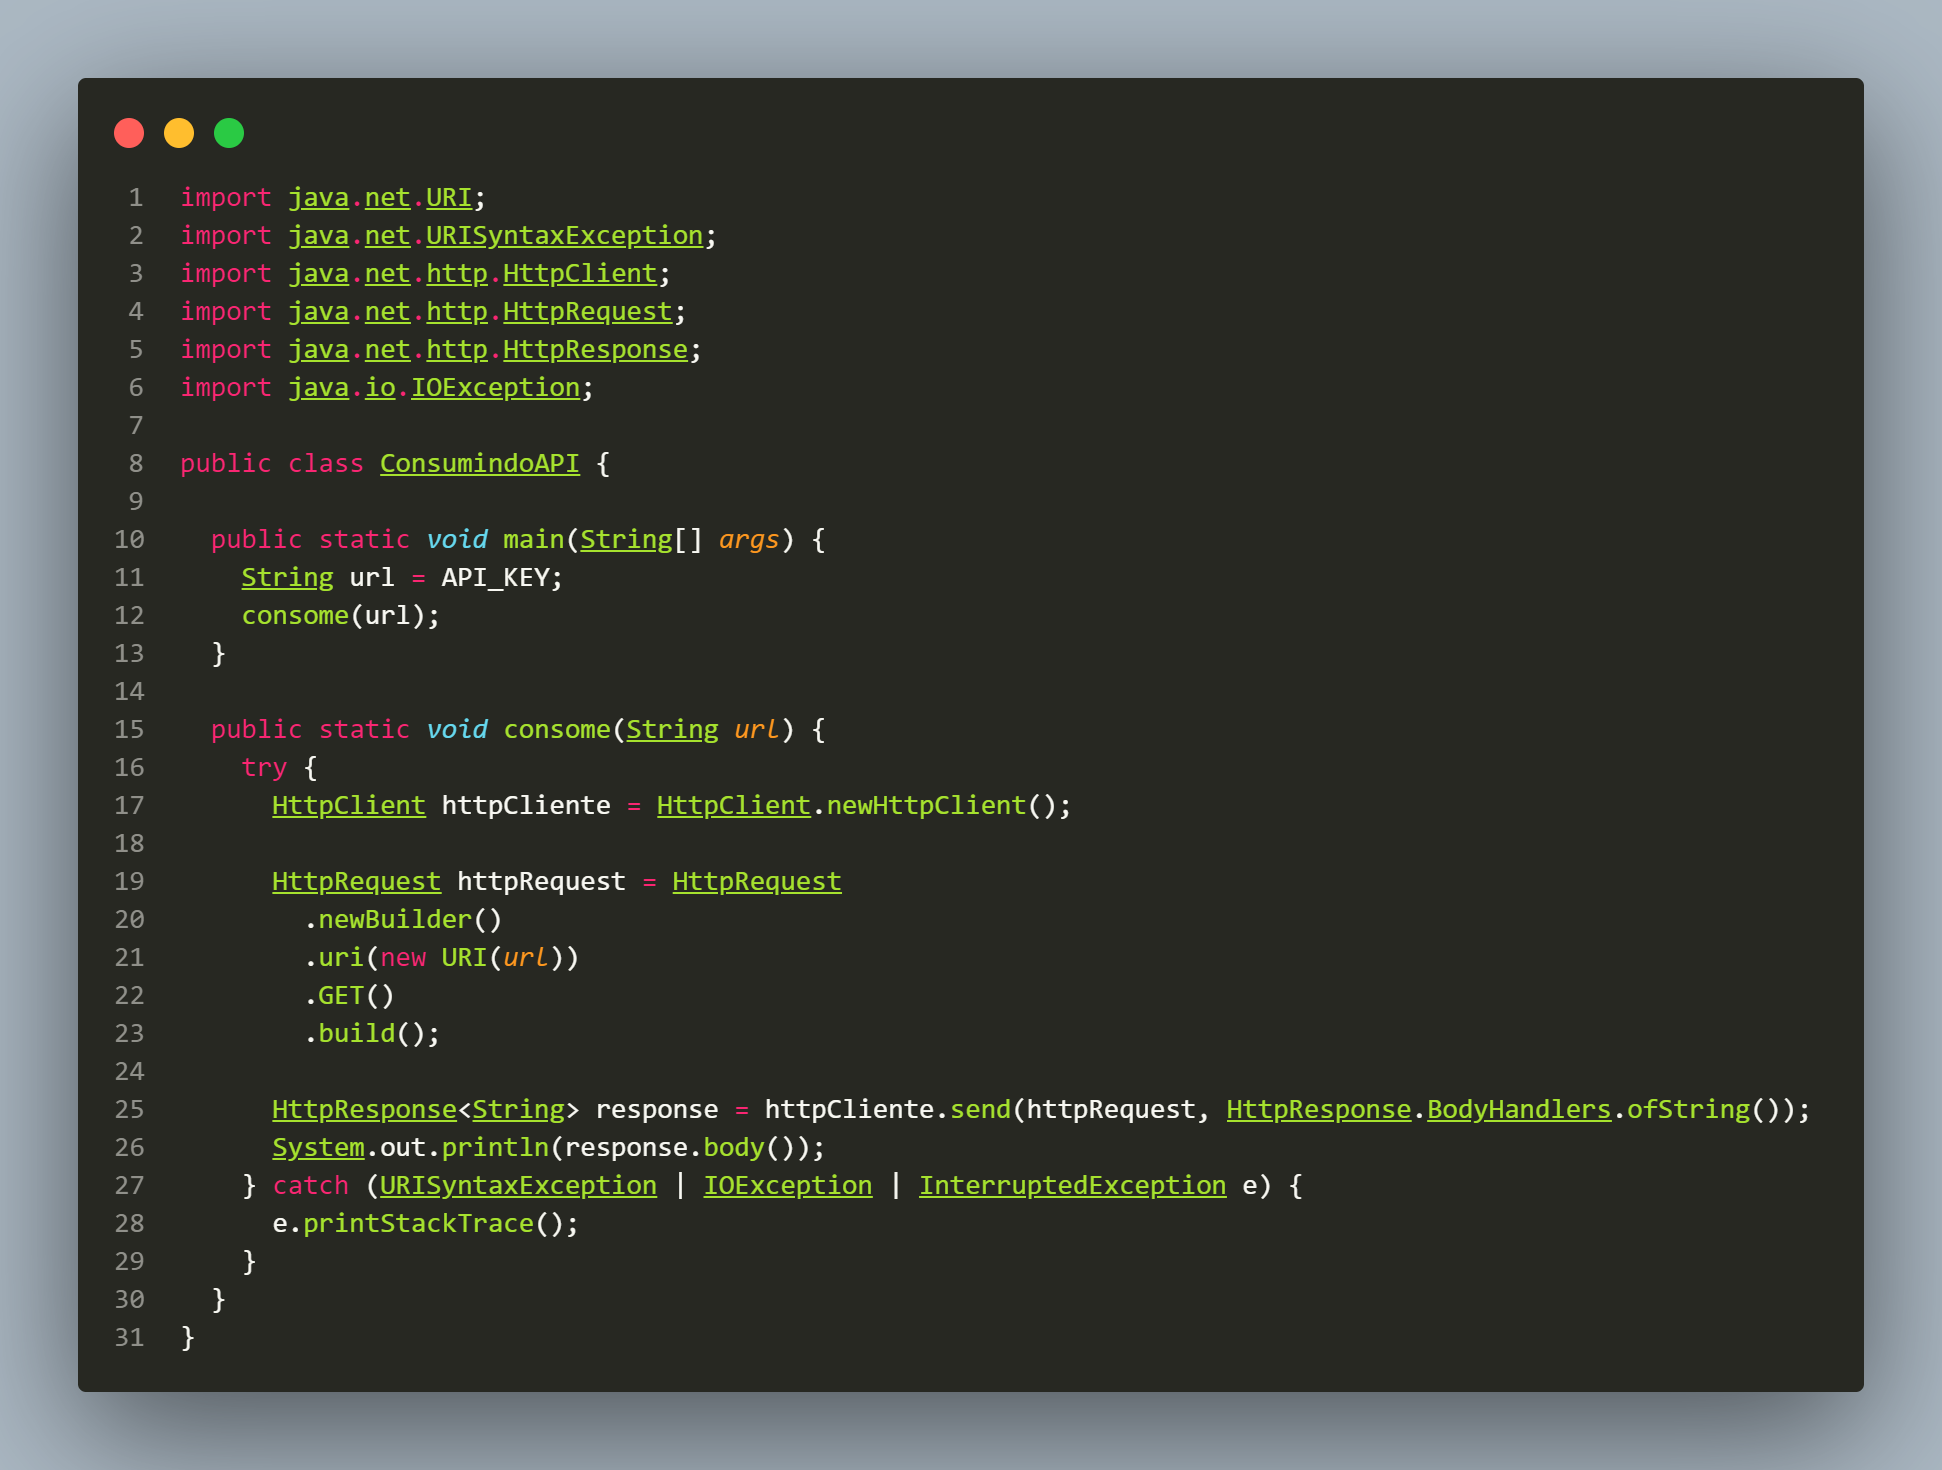 1 import java.net.URI;
2 import java.net.URISyntaxException;
3 import java.net.http.HttpClient;
4 import java.net.http.HttpRequest;
5 import java.net.http.HttpResponse;
6 import java.io.IOException;
7
8 public class ConsumindoAPI {
9
10   public static void main(String[] args) {
11     String url = API_KEY;
12     consome(url);
13   }
14
15   public static void consome(String url) {
16     try {
17       HttpClient httpCliente = HttpClient.newHttpClient();
18
19       HttpRequest httpRequest = HttpRequest
20         .newBuilder()
21         .uri(new URI(url))
22         .GET()
23         .build();
24
25       HttpResponse<String> response = httpCliente.send(httpRequest, HttpResponse.BodyHandlers.ofString());
26       System.out.println(response.body());
27     } catch (URISyntaxException | IOException | InterruptedException e) {
28       e.printStackTrace();
29     }
30   }
31 }